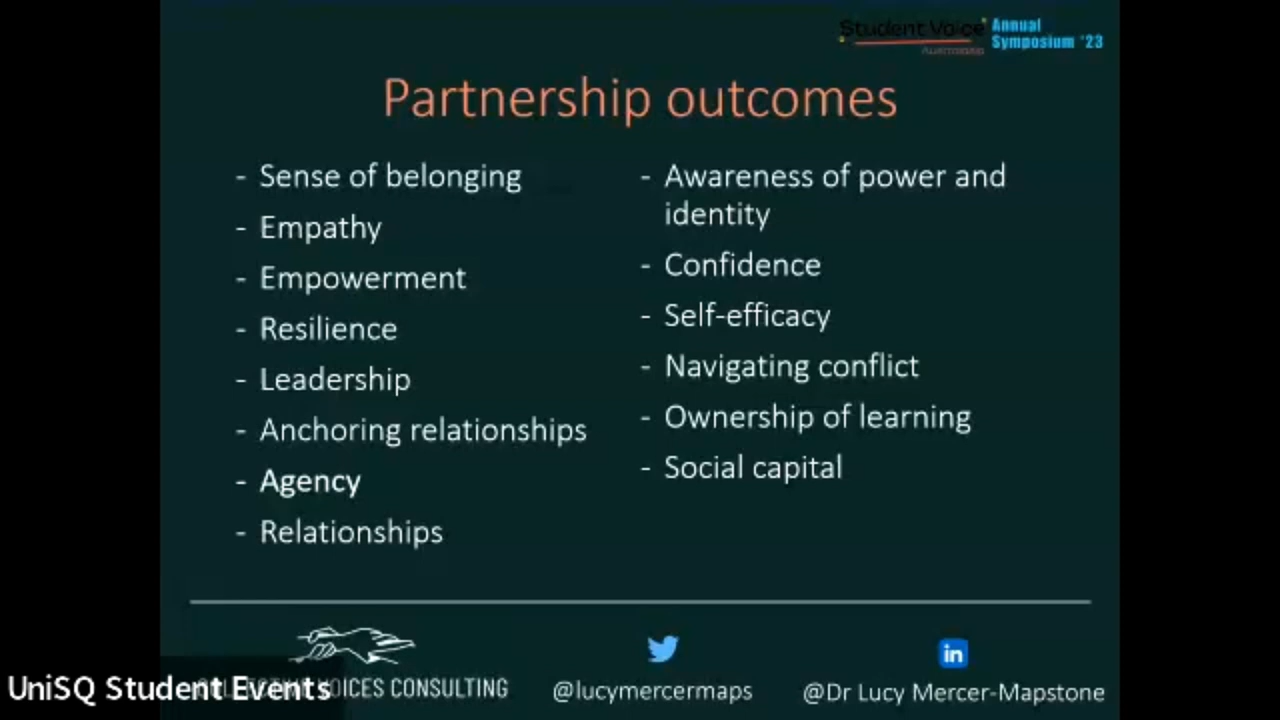 Student Voice
Australasia
Annual
Symposium '23
Partnership outcomes
- Sense of belonging
- Empathy
- Empowerment
- Resilience
- Leadership
- Anchoring relationships
- Agency
- Relationships
- Awareness of power and
identity
- Confidence
- Self-efficacy
- Navigating conflict
- Ownership of learning
- Social capital
VOICES CONSULTING
UniSQ Student Events
@lucymercermaps
in
@Dr Lucy Mercer-Mapstone